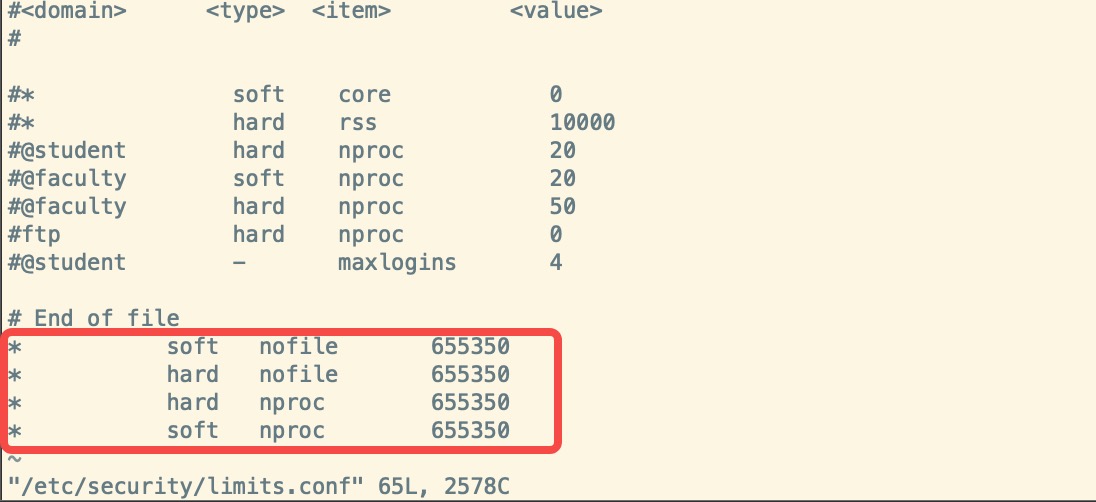 #<domain>      <type>  <item>         <value>
#
#*               soft    core            0
#*               hard    rss             10000
#@student        hard    nproc           20
#@faculty        soft    nproc           20
#@faculty        hard    nproc           50
#ftp             hard    nproc           0
#@student        -       maxlogins       4
# End of file
*           soft   nofile       655350
*           hard   nofile       655350
*           hard   nproc        655350
*           soft   nproc        655350
~
"/etc/security/limits.conf" 65L, 2578C